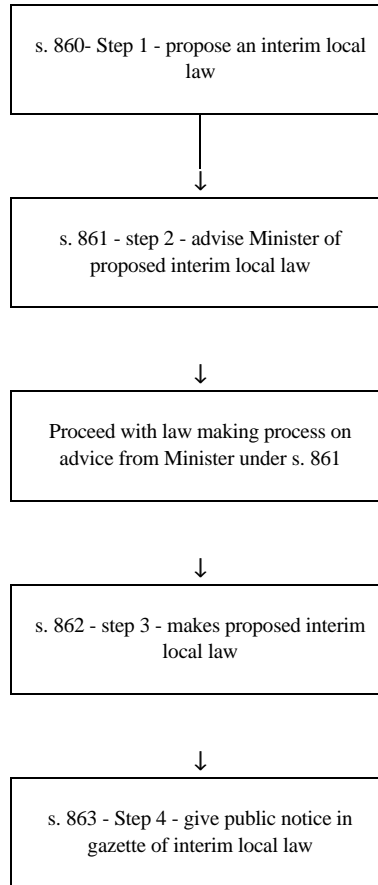 s. 860- Step 1 - propose an interim local
law
↓
s. 861 - step 2 - advise Minister of
proposed interim local law
↓
Proceed with law making process on
advice from Minister under s. 861
↓
s. 862 - step 3 - makes proposed interim
local law
↓
s. 863 - Step 4 - give public notice in
gazette of interim local law